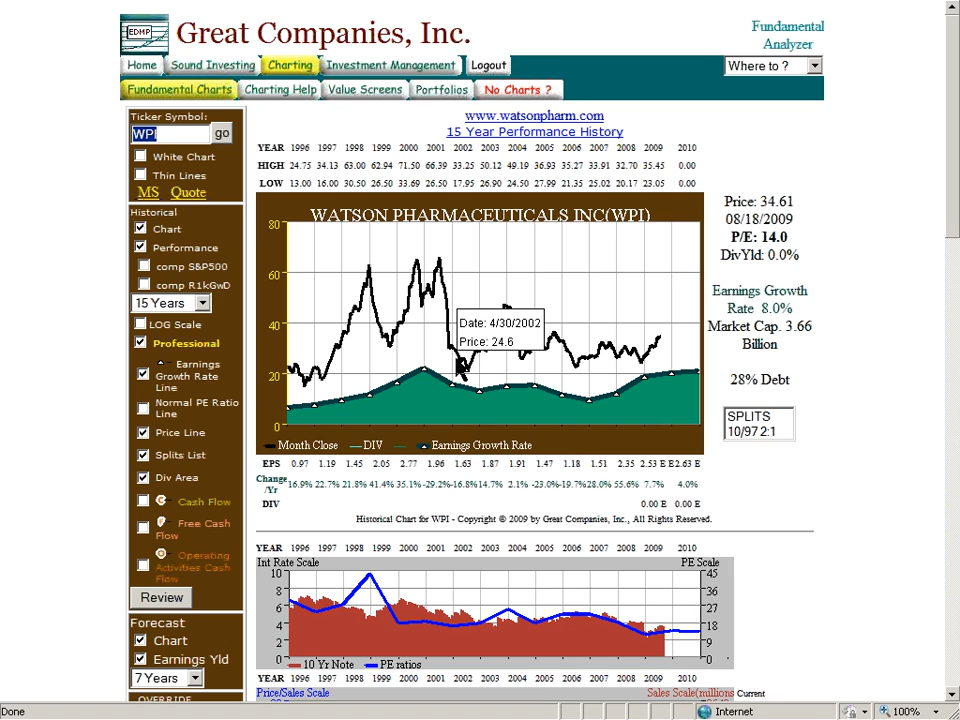 EDMP
Great Companies, Inc.
Fundamental
Analyzer
Home Sound Investing Charting Investment Management Logout
Where to ?
Fundamental Charts Charting Help Value Screens Portfolios No Charts ?
Ticker Symbol:
WPI go
White Chart
Thin Lines
MS Quote
Historical
Chart
Performance
comp S&P500
comp R1kGwD
15 Years
LOG Scale
Professional
Earnings
Growth Rate
Line
Normal PE Ratio
Line
Price Line
Splits List
Div Area
C Cash Flow
F Free Cash
Flow
O Operating
Activities Cash
Flow
Review
Forecast
Chart
Earnings Yld
7 Years
OVERRIDE
www.watsonpharm.com
15 Year Performance History
YEAR 1996 1997 1998 1999 2000 2001 2002 2003 2004 2005 2006 2007 2008 2009 2010
HIGH 24.75 34.13 63.00 62.94 71.50 66.39 33.25 50.12 49.19 36.93 35.27 33.91 32.70 35.45 0.00
LOW 13.00 16.00 30.50 26.50 33.69 26.50 17.95 26.90 24.50 27.99 21.35 25.02 20.17 23.05 0.00
WATSON PHARMACEUTICALS INC(WPI)
80
60
40
20
0
Date: 4/30/2002
Price: 24.6
Month Close DIV Earnings Growth Rate
EPS 0.97 1.19 1.45 2.05 2.77 1.96 1.63 1.87 1.91 1.47 1.18 1.51 2.35 2.53 E 2.63 E
Change
/Yr 16.9% 22.7% 21.8% 41.4% 35.1% -29.2% -16.8% 14.7% 2.1% -23.0% -19.7% 28.0% 55.6% 7.7% 4.0%
DIV 0.00 E 0.00 E
Historical Chart for WPI - Copyright © 2009 by Great Companies, Inc., All Rights Reserved.
Price: 34.61
08/18/2009
P/E: 14.0
DivYld: 0.0%
Earnings Growth
Rate 8.0%
Market Cap. 3.66
Billion
28% Debt
SPLITS
10/97 2:1
YEAR 1996 1997 1998 1999 2000 2001 2002 2003 2004 2005 2006 2007 2008 2009 2010
Int Rate Scale PE Scale
10 45
8 36
6 27
4 18
2 9
0 0
10 Yr Note PE ratios
YEAR 1996 1997 1998 1999 2000 2001 2002 2003 2004 2005 2006 2007 2008 2009 2010
Price/Sales Scale Sales Scale(millions Current
Done Internet 100%